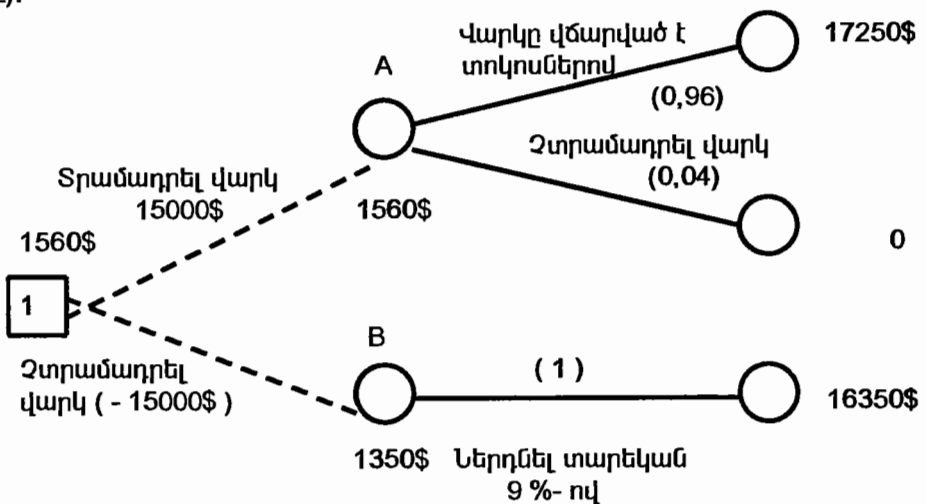 Վարկը վճարված է
տոկոսներով
17250$
A
(0,96)
Չտրամադրել վարկ
(0,04)
Տրամադրել վարկ
15000$
1560$
1560$
0
1
B
( 1 )
Չտրամադրել
վարկ ( - 15000$ )
16350$
1350$
Ներդնել տարեկան
9 %- ով